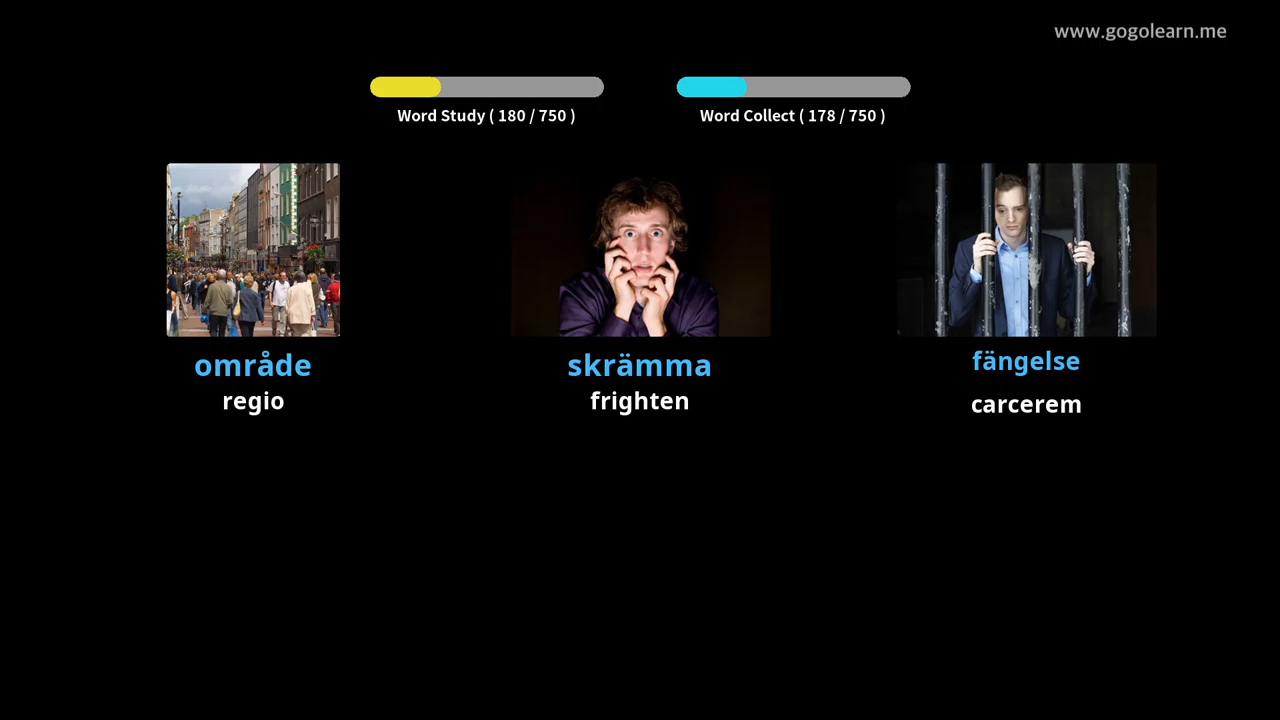 www.gogolearn.me
Word Study ( 180 / 750 )
Word Collect ( 178 / 750 )
område
regio
skrämma
frighten
fängelse
carcerem